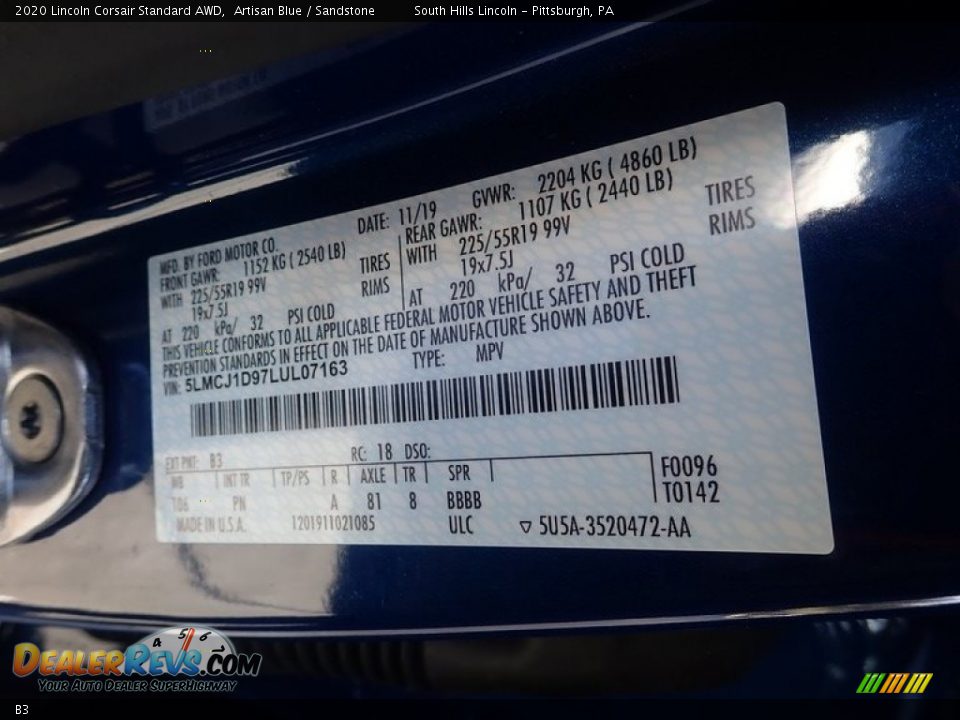 2020 Lincoln Corsair Standard AWD, Artisan Blue / Sandstone South Hills Lincoln - Pittsburgh, PA
MFD. BY FORD MOTOR CO. DATE: 11/19 GVWR: 2204 KG ( 4860 LB)
FRONT GAWR: 1152 KG ( 2540 LB) REAR GAWR: 1107 KG ( 2440 LB)
WITH 225/55R19 99V TIRES WITH 225/55R19 99V TIRES
19x7.5J RIMS 19x7.5J RIMS
AT 220 kPa/ 32 PSI COLD AT 220 kPa/ 32 PSI COLD
THIS VEHICLE CONFORMS TO ALL APPLICABLE FEDERAL MOTOR VEHICLE SAFETY AND THEFT
PREVENTION STANDARDS IN EFFECT ON THE DATE OF MANUFACTURE SHOWN ABOVE.
VIN: 5LMCJ1D97LUL07163 TYPE: MPV
EXT PNT: B3 RC: 18 DSO:
WB INT TR TP/PS R AXLE TR SPR F0096
T06 PN A 81 8 BBBB T0142
MADE IN U.S.A. 1201911021085 ULC 5U5A-3520472-AA
DEALERREVS.COM
YOUR AUTO DEALER SUPERHIGHWAY
4 5 6
B3